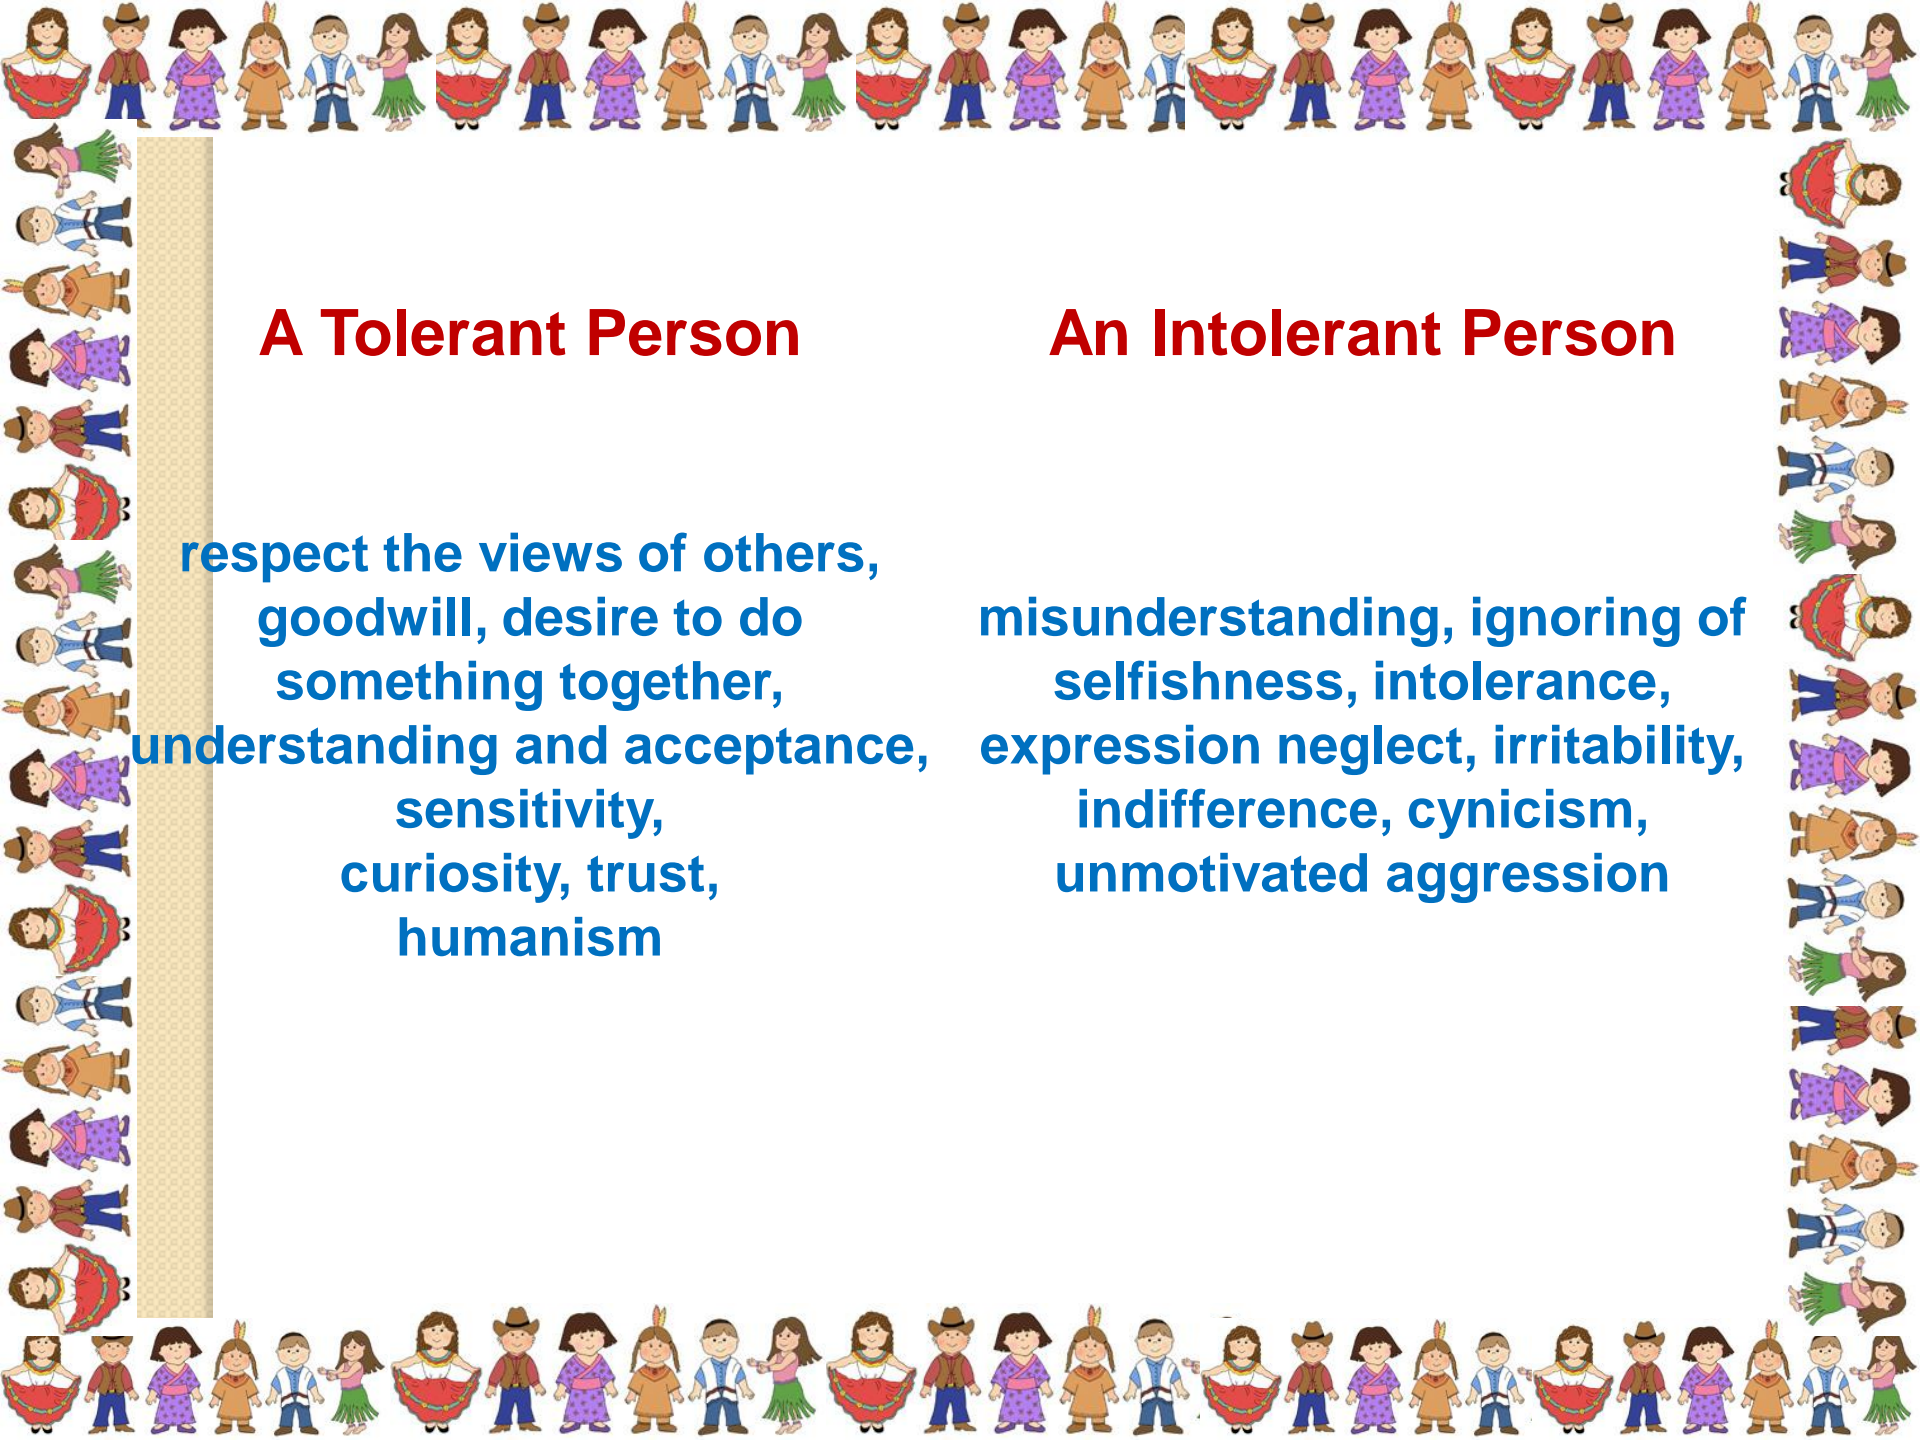 A Tolerant Person
respect the views of others,
goodwill, desire to do
something together,
understanding and acceptance,
sensitivity,
curiosity, trust,
humanism
An Intolerant Person
misunderstanding, ignoring of
selfishness, intolerance,
expression neglect, irritability,
indifference, cynicism,
unmotivated aggression